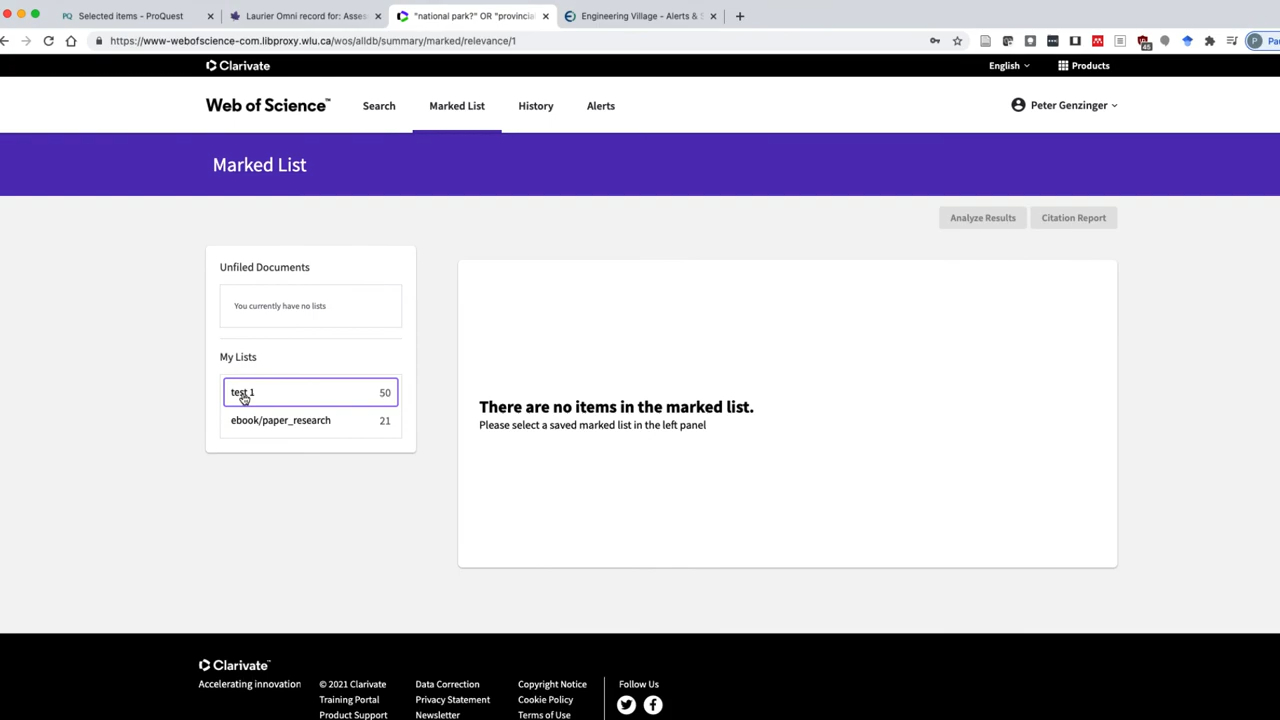 Selected Items - ProQuest
Laurier Omni record for: Asses
"national park?" OR "provincia
Engineering Village - Alerts & S
https://www-webofscience-com.libproxy.wlu.ca/wos/alldb/summary/marked/relevance/1
45
P Pau
Clarivate
English
Products
Web of Science™
Search
Marked List
History
Alerts
Peter Genzinger
Marked List
Analyze Results
Citation Report
Unfiled Documents
You currently have no lists
My Lists
test 1 50
ebook/paper_research 21
There are no items in the marked list.
Please select a saved marked list in the left panel
Clarivate™
Accelerating innovation
© 2021 Clarivate
Training Portal
Product Support
Data Correction
Privacy Statement
Newsletter
Copyright Notice
Cookie Policy
Terms of Use
Follow Us